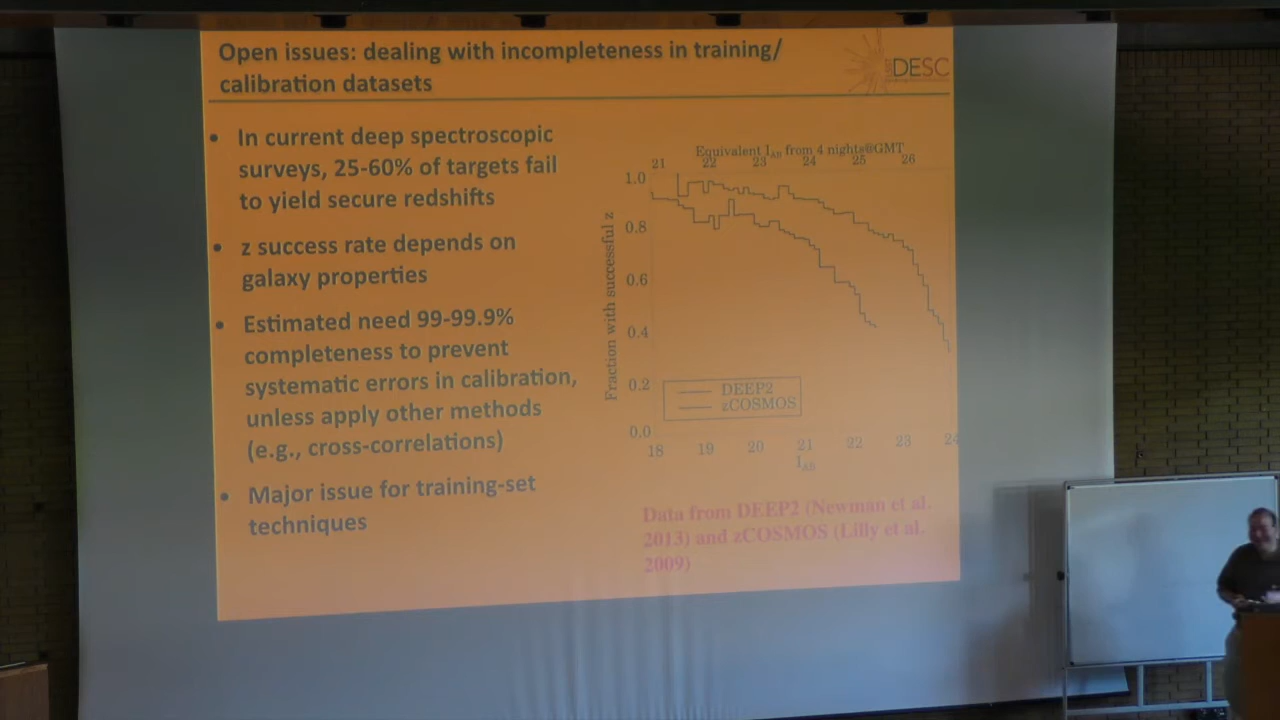 Open issues: dealing with incompleteness in training/
calibration datasets
DESC
• In current deep spectroscopic
surveys, 25-60% of targets fail
to yield secure redshifts
• z success rate depends on
galaxy properties
• Estimated need 99-99.9%
completeness to prevent
systematic errors in calibration,
unless apply other methods
(e.g., cross-correlations)
• Major issue for training-set
techniques
Equivalent I_AB from 4 nights@GMT
21 22 23 24 25 26
Fraction with successful z
1.0
0.8
0.6
0.4
0.2
0.0
DEEP2
zCOSMOS
18 19 20 21 22 23 24
I_AB
Data from DEEP2 (Newman et al.
2013) and zCOSMOS (Lilly et al.
2009)